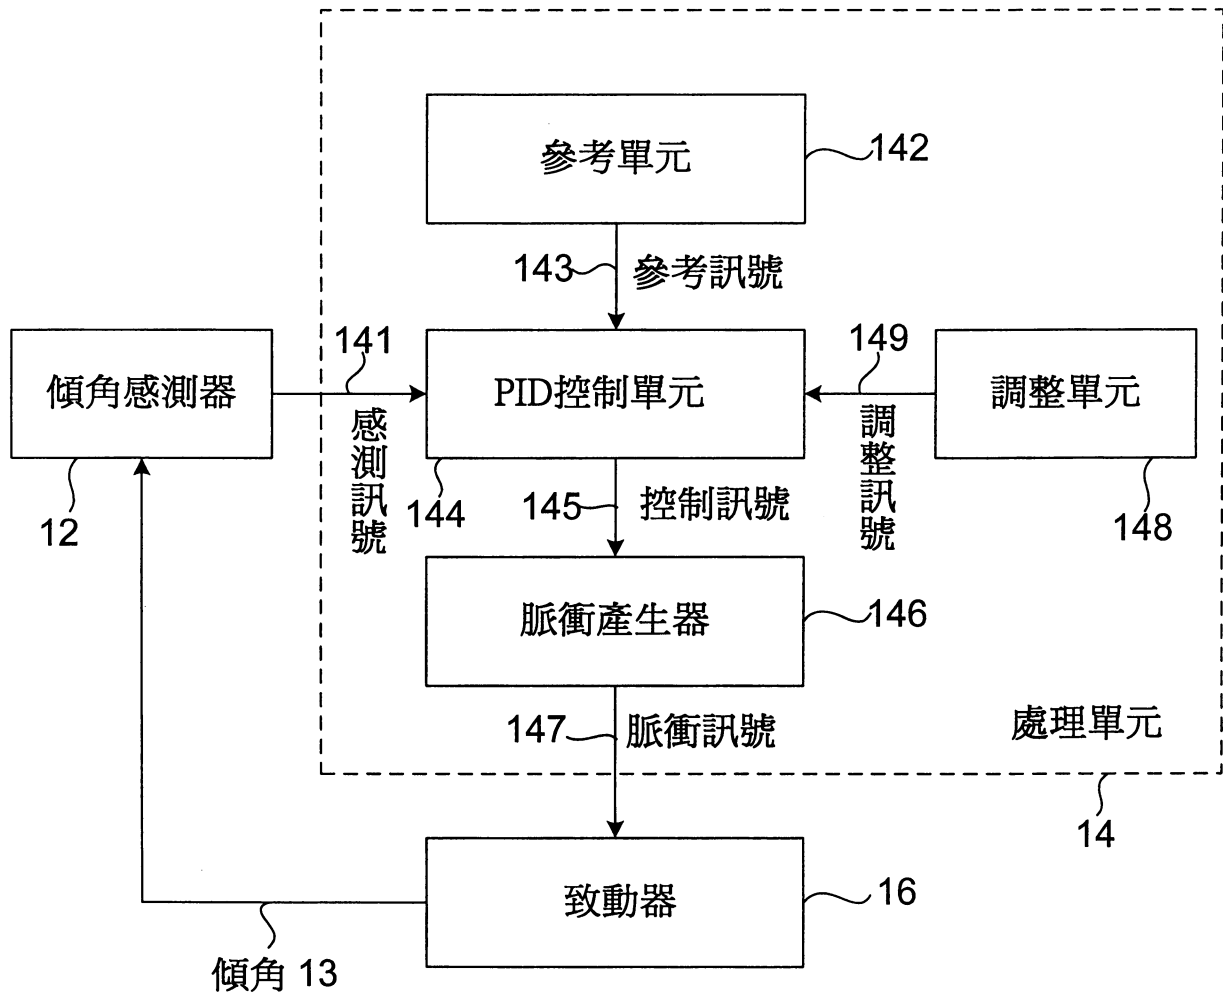 參考單元
142
143
參考訊號
141
149
傾角感測器
PID控制單元
調整單元
感測訊號
調整訊號
12
144
145
控制訊號
148
脈衝產生器
146
147
脈衝訊號
處理單元
14
致動器
16
傾角 13